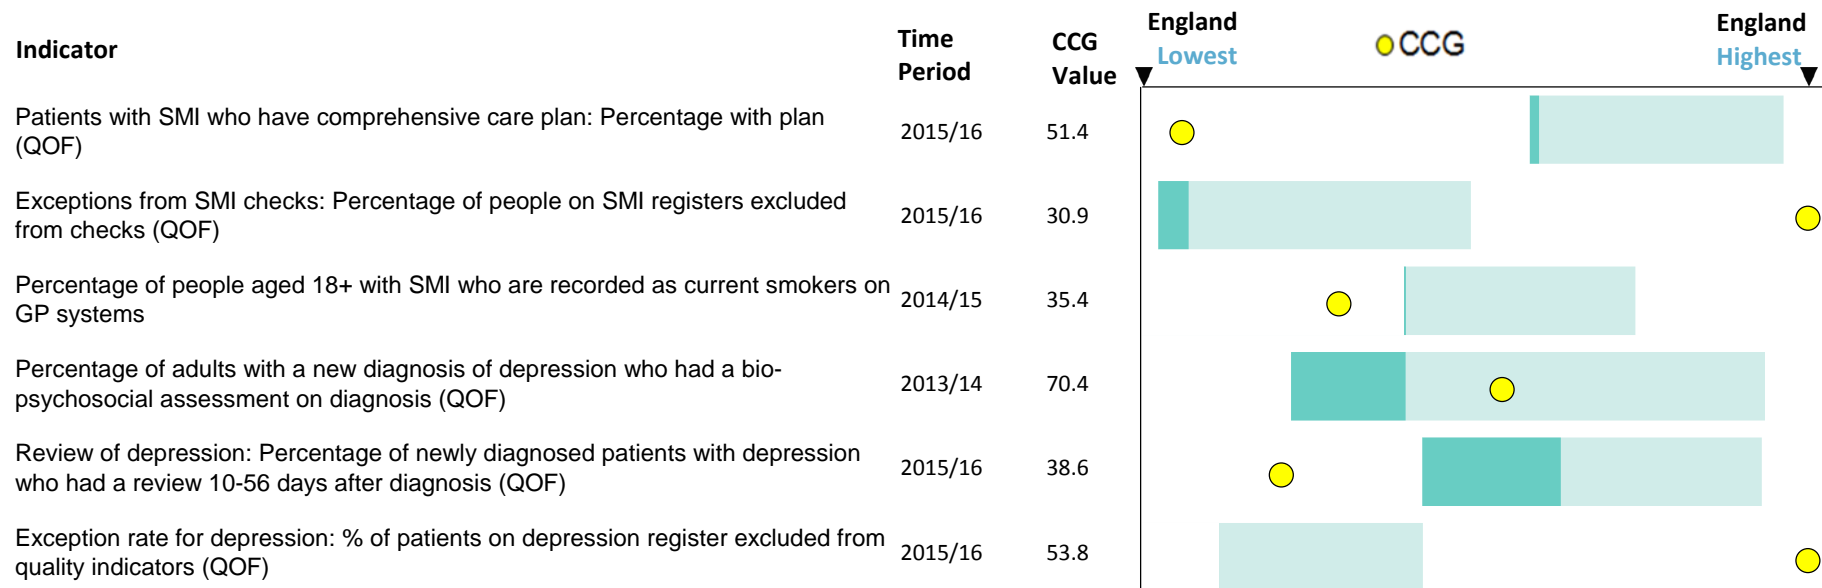 Indicator
Time
Period
CCG
Value
England
Lowest
CCG
England
Highest
Patients with SMI who have comprehensive care plan: Percentage with plan
(QOF)
2015/16
51.4
Exceptions from SMI checks: Percentage of people on SMI registers excluded
from checks (QOF)
2015/16
30.9
Percentage of people aged 18+ with SMI who are recorded as current smokers on
GP systems
2014/15
35.4
Percentage of adults with a new diagnosis of depression who had a bio-
psychosocial assessment on diagnosis (QOF)
2013/14
70.4
Review of depression: Percentage of newly diagnosed patients with depression
who had a review 10-56 days after diagnosis (QOF)
2015/16
38.6
Exception rate for depression: % of patients on depression register excluded from
quality indicators (QOF)
2015/16
53.8